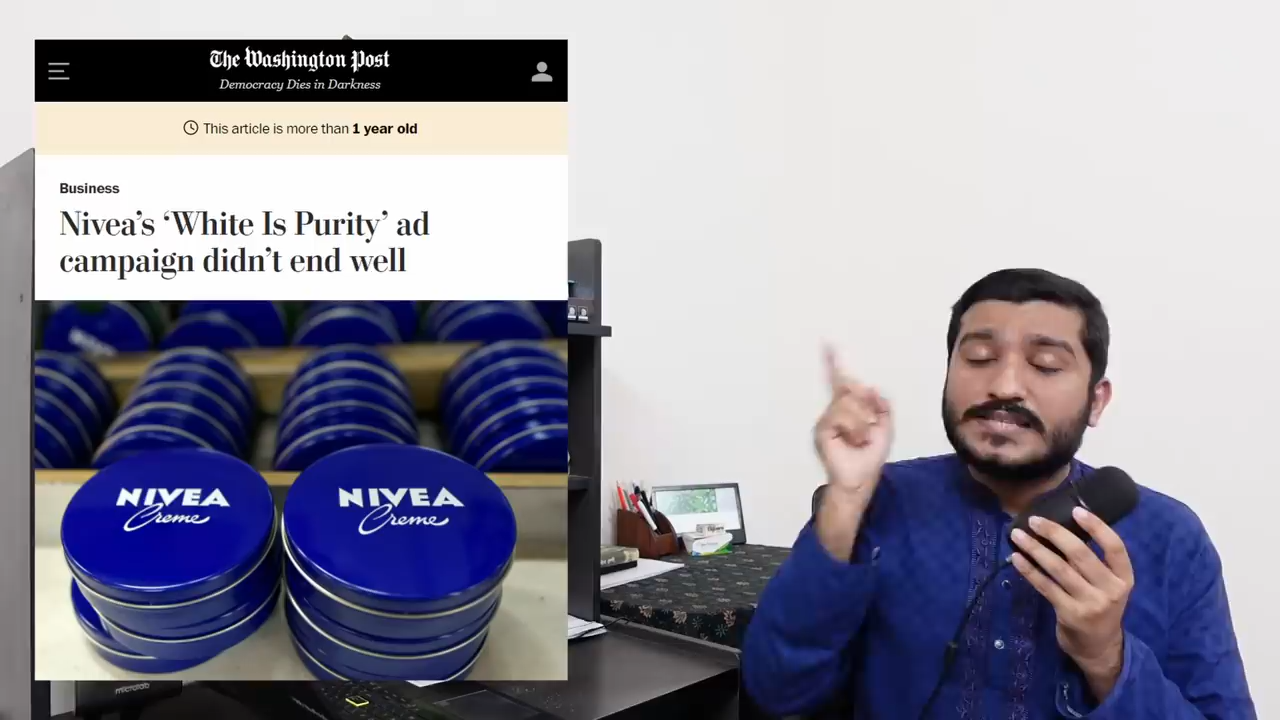 The Washington Post
Democracy Dies in Darkness
This article is more than 1 year old
Business
Nivea's ‘White Is Purity’ ad
campaign didn't end well
NIVEA
Creme
NIVEA
Creme
microlab